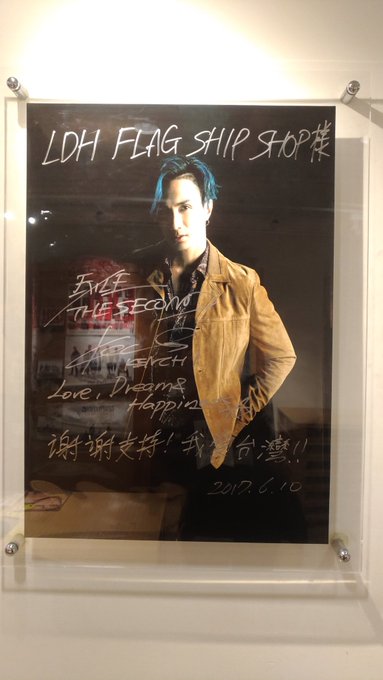 LDH FLAG SHIP SHOP様
EXILE
THE SECOND
Love, Dream &
Happin
谢谢支持! 我 台灣!!
2017.6.10